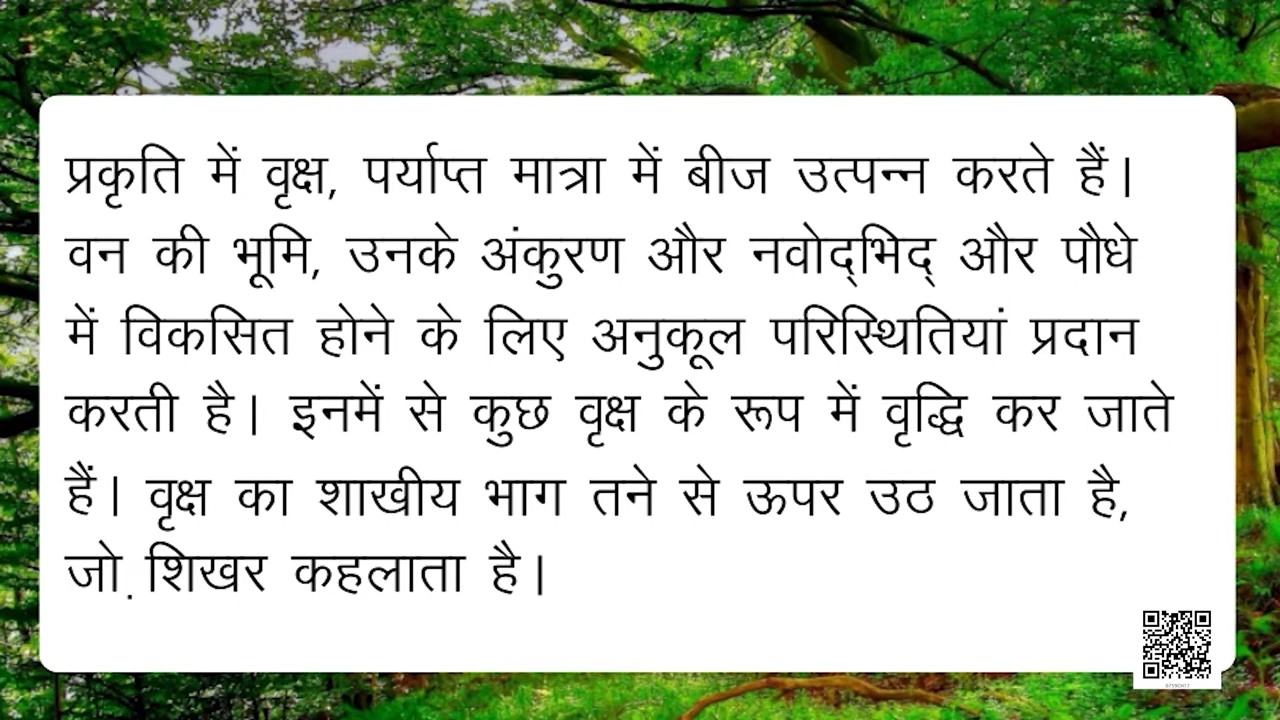 प्रकृति में वृक्ष, पर्याप्त मात्रा में बीज उत्पन्न करते हैं।
वन की भूमि, उनके अंकुरण और नवोद्‌भिद् और पौधे
में विकसित होने के लिए अनुकूल परिस्थितियां प्रदान
करती है। इनमें से कुछ वृक्ष के रूप में वृद्धि कर जाते
हैं। वृक्ष का शाखीय भाग तने से ऊपर उठ जाता है,
जो शिखर कहलाता है।